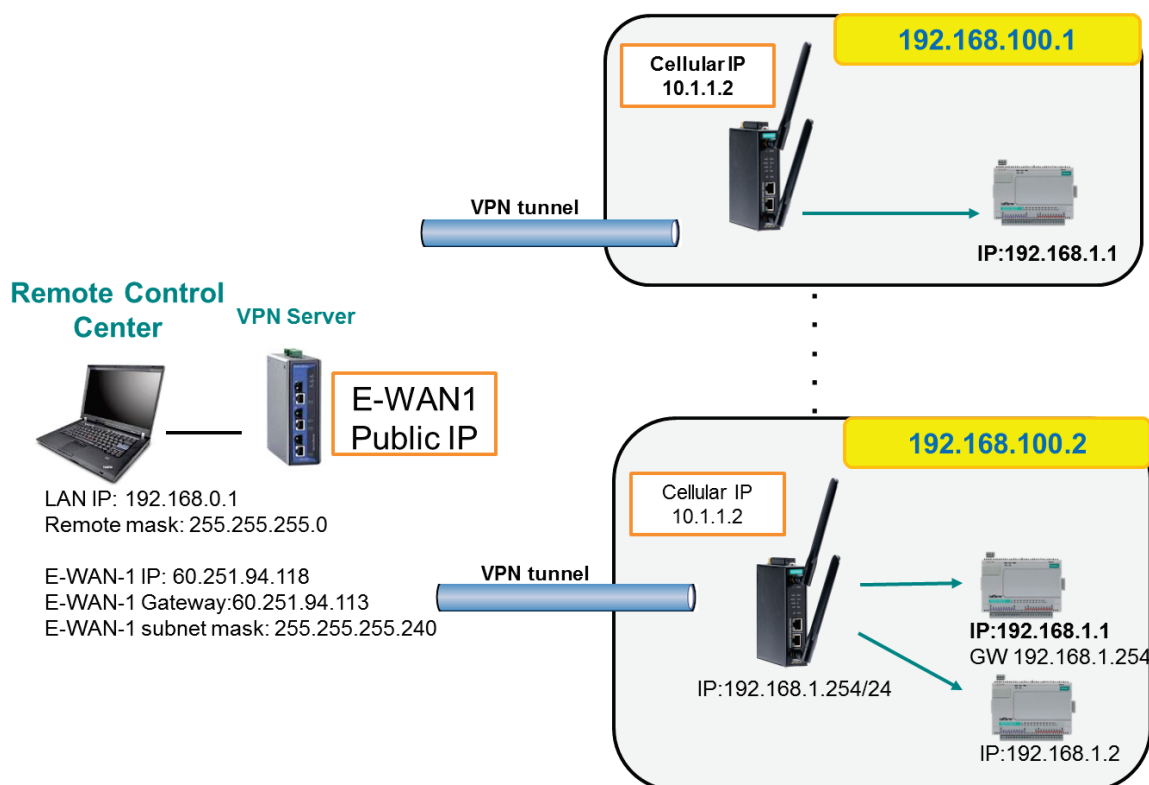 192.168.100.1
Cellular IP
10.1.1.2
VPN tunnel
IP:192.168.1.1
Remote Control
Center
VPN Server
E-WAN1
Public IP
LAN IP: 192.168.0.1
Remote mask: 255.255.255.0
E-WAN-1 IP: 60.251.94.118
E-WAN-1 Gateway:60.251.94.113
E-WAN-1 subnet mask: 255.255.255.240
192.168.100.2
Cellular IP
10.1.1.2
VPN tunnel
IP:192.168.1.1
GW 192.168.1.254
IP:192.168.1.254/24
IP:192.168.1.2